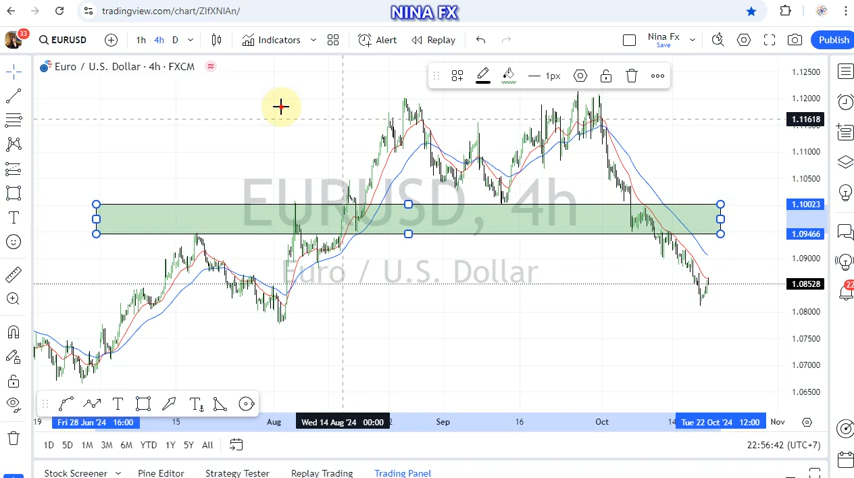 NINA FX
tradingview.com/chart/ZIfXNIAn/
33
EURUSD
1h 4h D
Indicators
Alert
Replay
Nina Fx
Save
Publish
Euro / U.S. Dollar · 4h · FXCM
1px
EURUSD, 4h
Euro / U.S. Dollar
1.12500
1.12000
1.11618
1.11000
1.10500
1.10023
1.09466
1.09000
1.08528
1.08000
1.07500
1.07000
1.06500
22
19
Fri 28 Jun '24 16:00
15
Aug
Wed 14 Aug '24 00:00
Sep
16
Oct
14
Tue 22 Oct '24 12:00
Nov
1D 5D 1M 3M 6M YTD 1Y 5Y All
22:56:42 (UTC+7)
Stock Screener
Pine Editor
Strategy Tester
Replay Trading
Trading Panel